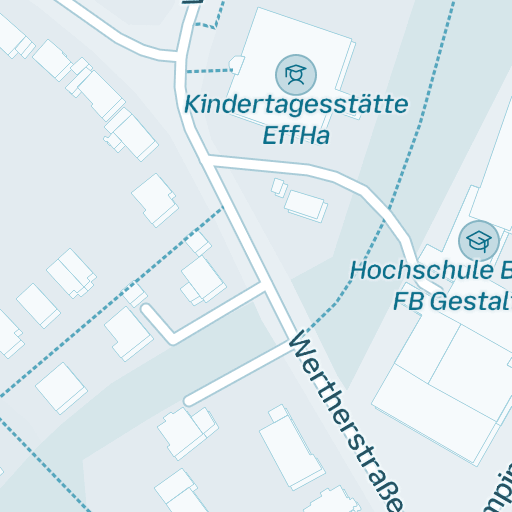 Kindertagesstätte
EffHa
Hochschule B
FB Gestalt
Wertherstraße